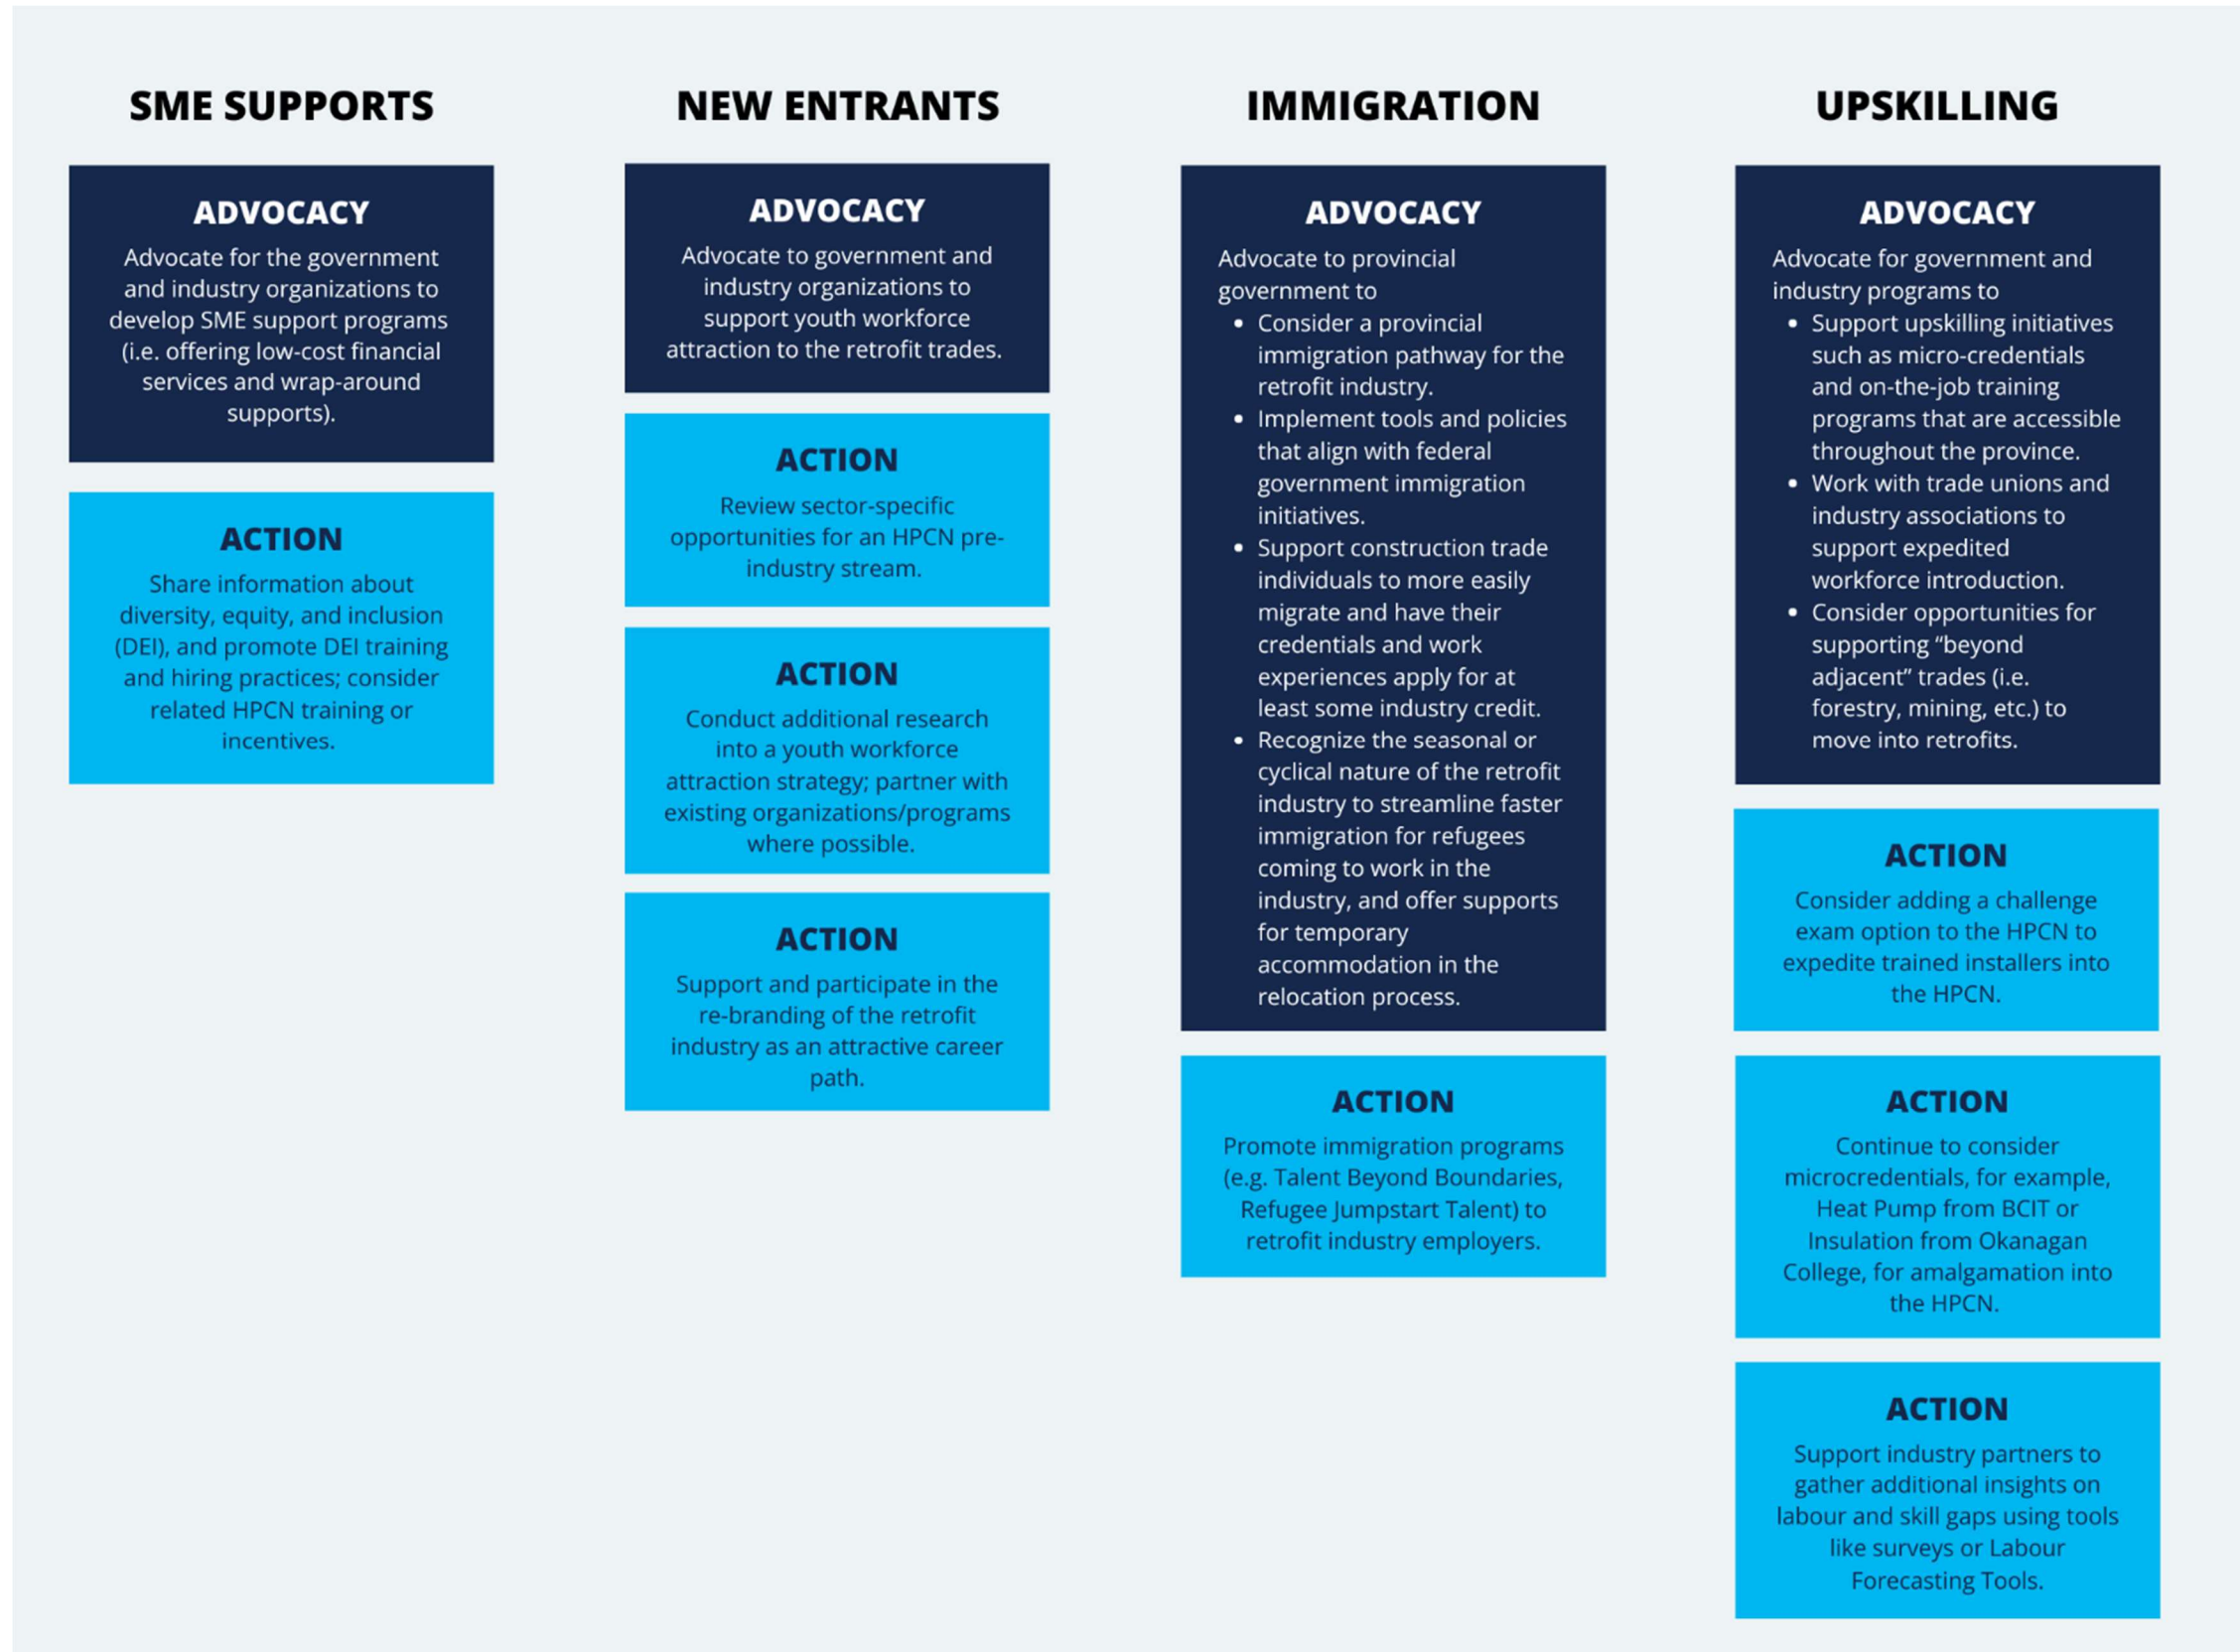 SME SUPPORTS
ADVOCACY
Advocate for the government
and industry organizations to
develop SME support programs
(i.e. offering low-cost financial
services and wrap-around
supports).
ACTION
Share information about
diversity, equity, and inclusion
(DEI), and promote DEI training
and hiring practices; consider
related HPCN training or
incentives.
NEW ENTRANTS
ADVOCACY
Advocate to government and
industry organizations to
support youth workforce
attraction to the retrofit trades.
ACTION
Review sector-specific
opportunities for an HPCN pre-
industry stream.
ACTION
Conduct additional research
into a youth workforce
attraction strategy; partner with
existing organizations/programs
where possible.
ACTION
Support and participate in the
re-branding of the retrofit
industry as an attractive career
path.
IMMIGRATION
ADVOCACY
Advocate to provincial
government to
• Consider a provincial
immigration pathway for the
retrofit industry.
• Implement tools and policies
that align with federal
government immigration
initiatives.
• Support construction trade
individuals to more easily
migrate and have their
credentials and work
experiences apply for at
least some industry credit.
• Recognize the seasonal or
cyclical nature of the retrofit
industry to streamline faster
immigration for refugees
coming to work in the
industry, and offer supports
for temporary
accommodation in the
relocation process.
ACTION
Promote immigration programs
(e.g. Talent Beyond Boundaries,
Refugee Jumpstart Talent) to
retrofit industry employers.
UPSKILLING
ADVOCACY
Advocate for government and
industry programs to
• Support upskilling initiatives
such as micro-credentials
and on-the-job training
programs that are accessible
throughout the province.
• Work with trade unions and
industry associations to
support expedited
workforce introduction.
• Consider opportunities for
supporting “beyond
adjacent” trades (i.e.
forestry, mining, etc.) to
move into retrofits.
ACTION
Consider adding a challenge
exam option to the HPCN to
expedite trained installers into
the HPCN.
ACTION
Continue to consider
microcredentials, for example,
Heat Pump from BCIT or
Insulation from Okanagan
College, for amalgamation into
the HPCN.
ACTION
Support industry partners to
gather additional insights on
labour and skill gaps using tools
like surveys or Labour
Forecasting Tools.